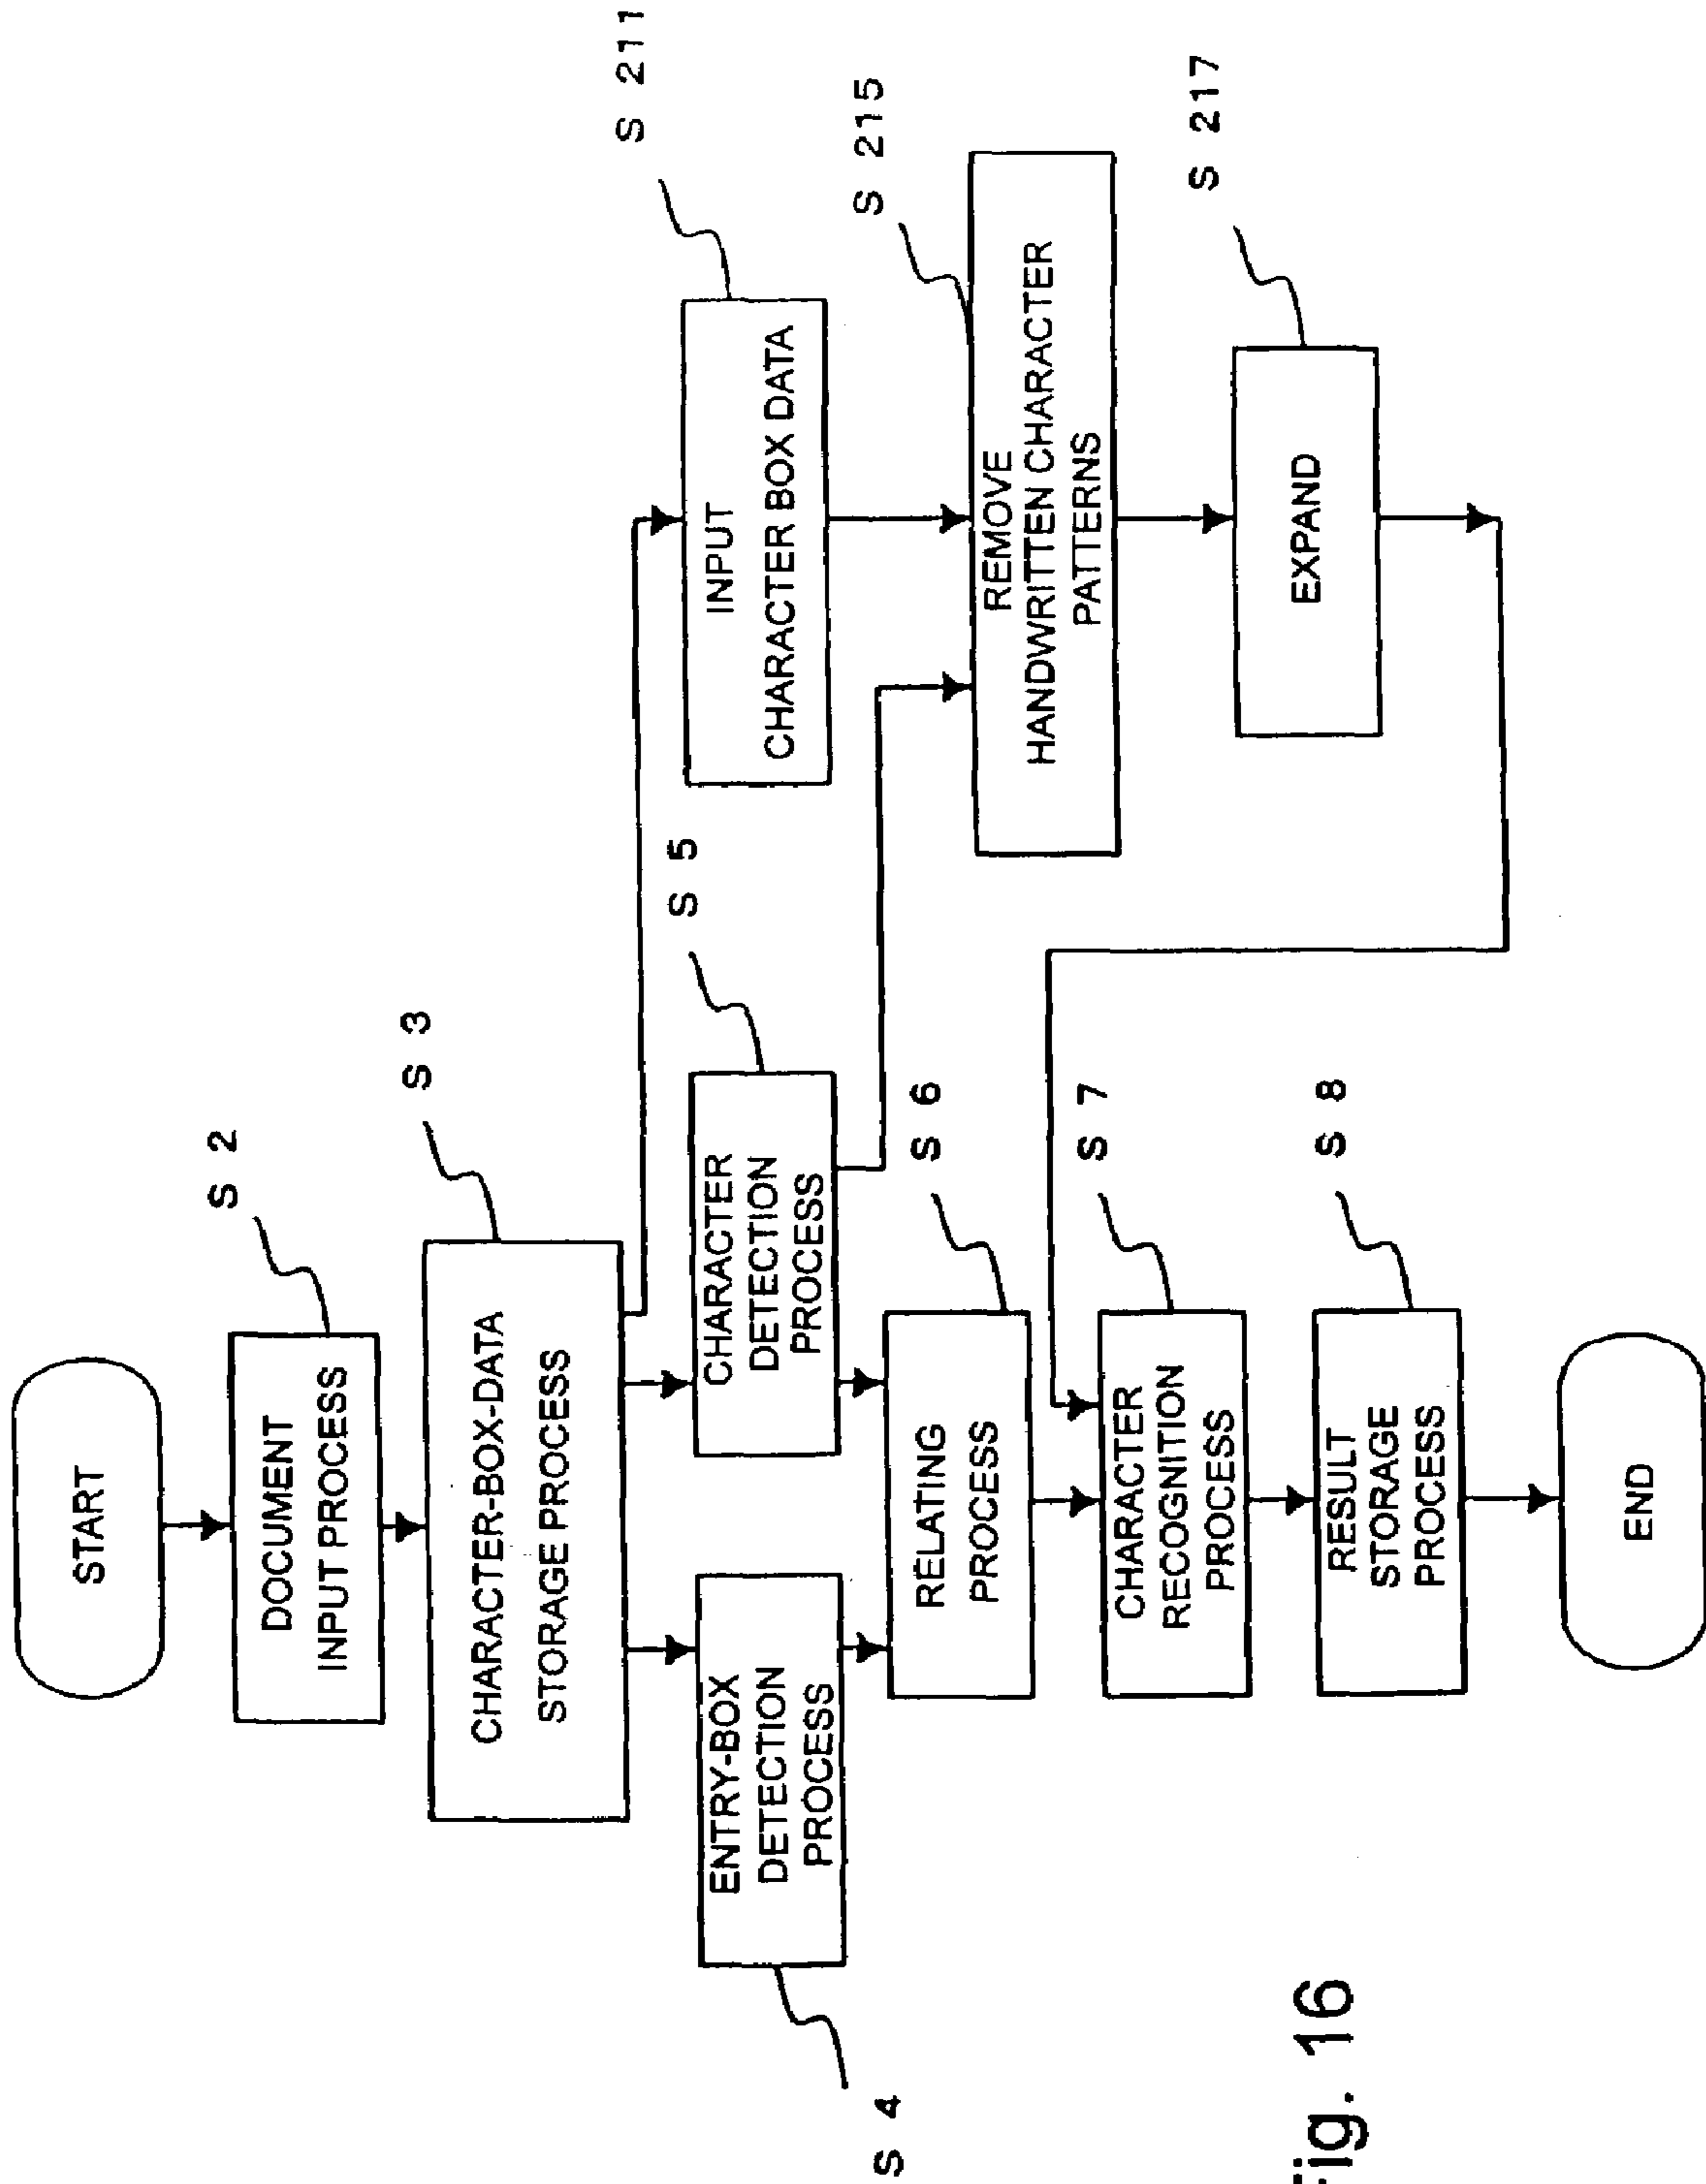 START
S 2
DOCUMENT
INPUT PROCESS
S 3
CHARACTER-BOX-DATA
STORAGE PROCESS
S 4
ENTRY-BOX
DETECTION
PROCESS
S 5
CHARACTER
DETECTION
PROCESS
S 211
INPUT
CHARACTER BOX DATA
S 215
REMOVE
HANDWRITTEN CHARACTER
PATTERNS
S 217
EXPAND
S 6
RELATING
PROCESS
S 7
CHARACTER
RECOGNITION
PROCESS
S 8
RESULT
STORAGE
PROCESS
END
Fig. 16